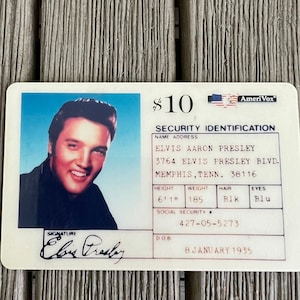 $10 AmeriVox
SECURITY IDENTIFICATION
NAME ADDRESS
ELVIS AARON PRESLEY
3764 ELVIS PRESLEY BLVD.
MEMPHIS, TENN. 38116
HEIGHT WEIGHT HAIR EYES
6'1" 185 Blk Blu
SOCIAL SECURITY #
427-05-5273
D.O.B.
8 JANUARY 1935
SIGNATURE
Elvis Presley